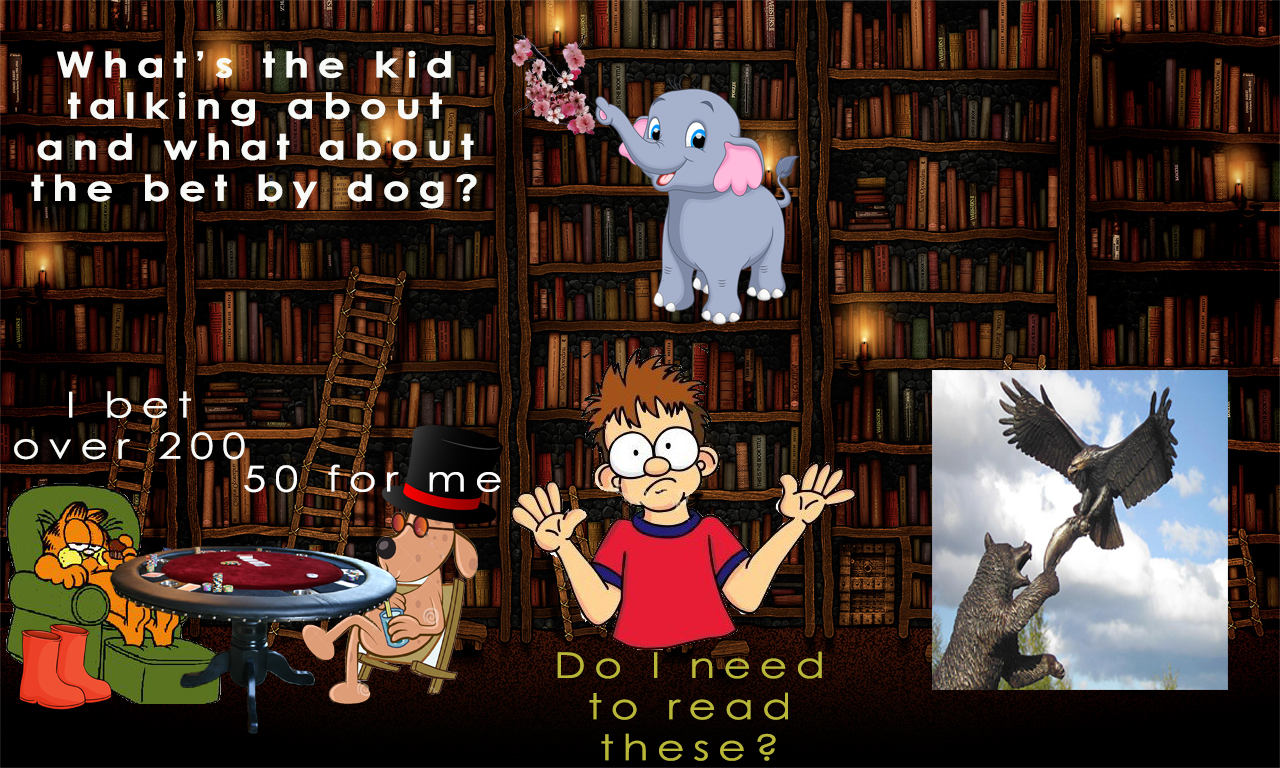 What's the kid
talking about
and what about
the bet by dog?
I bet
over 200
50 for me
Do I need
to read
these?